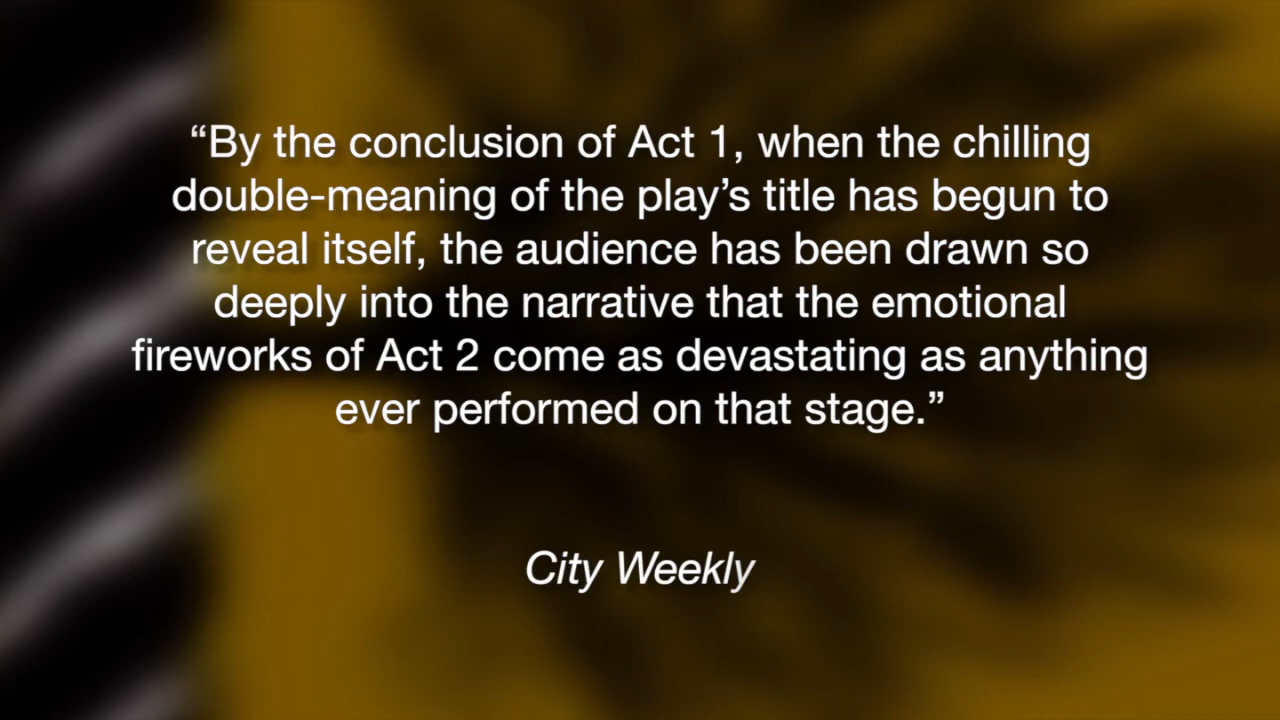 “By the conclusion of Act 1, when the chilling
double-meaning of the play’s title has begun to
reveal itself, the audience has been drawn so
deeply into the narrative that the emotional
fireworks of Act 2 come as devastating as anything
ever performed on that stage.”
City Weekly